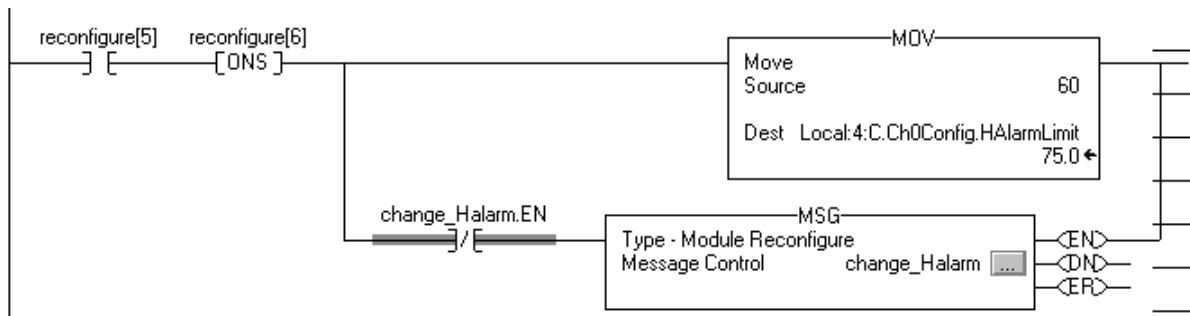 reconfigure[5] reconfigure[6]
ONS
MOV
Move
Source 60
Dest Local:4:C.Ch0Config.HAlarmLimit
75.0
change_Halarm.EN
MSG
Type - Module Reconfigure
Message Control change_Halarm ...
EN
DN
ER